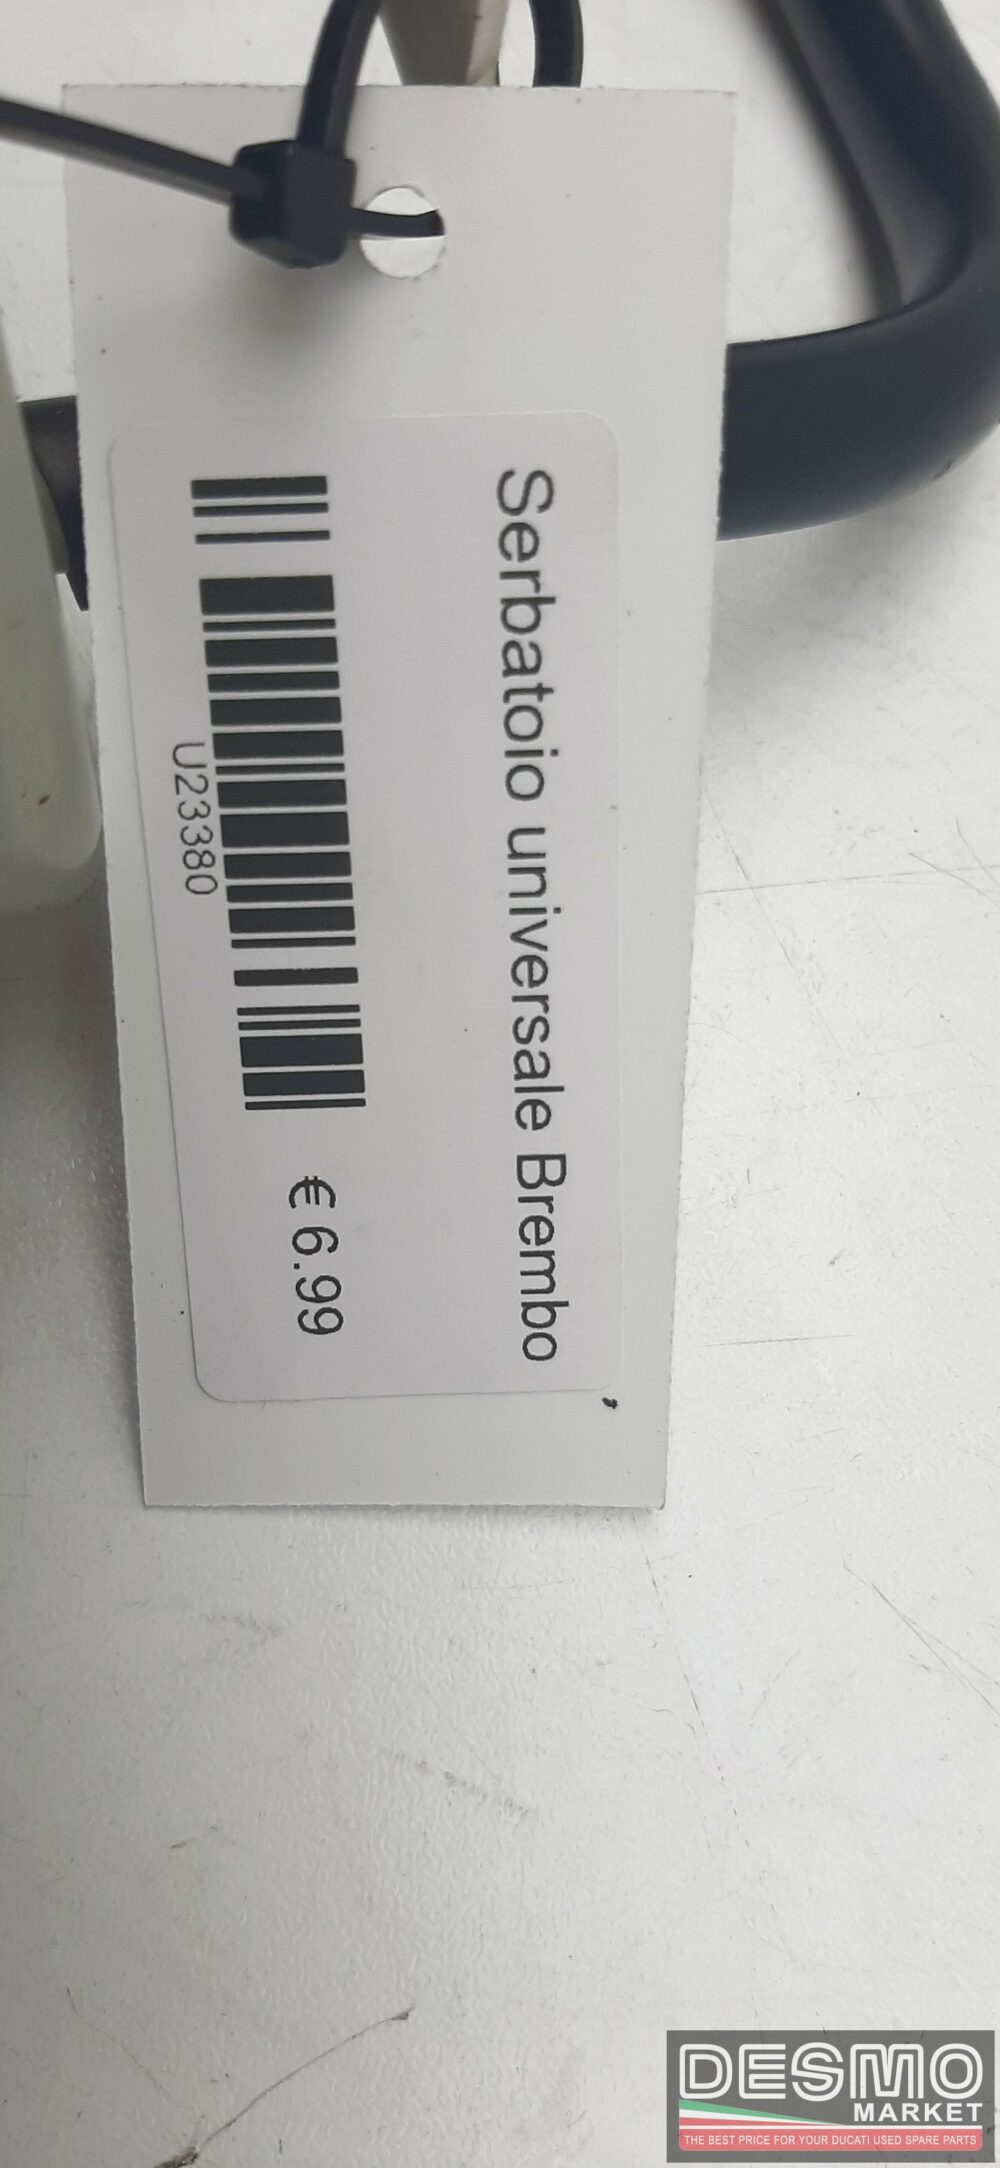 Serbatoio universale Brembo
U23380
€ 6.99
DESMO
MARKET
THE BEST PRICE FOR YOUR DUCATI USED SPARE PARTS